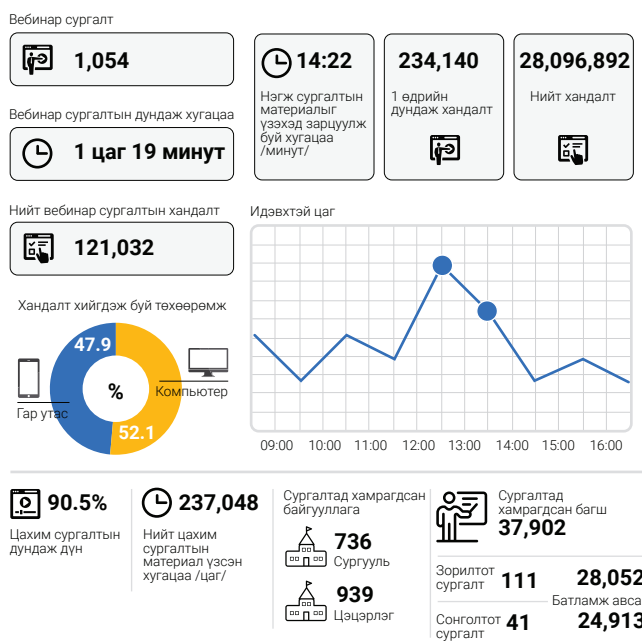 Вебинар сургалт
1,054
Вебинар сургалтын дундаж хугацаа
1 цаг 19 минут
Нийт вебинар сургалтын хандалт
121,032
14:22
Нэгж сургалтын
материалыг
үзэхэд зарцуулж
буй хугацаа
/минут/
234,140
1 өдрийн
дундаж хандалт
28,096,892
Нийт хандалт
Хандалт хийгдэж буй төхөөрөмж
47.9
%
52.1
Гар утас
Компьютер
Идэвхтэй цаг
09:00 10:00 11:00 12:00 13:00 14:00 15:00 16:00
90.5%
Цахим сургалтын
дундаж дүн
237,048
Нийт цахим
сургалтын
материал үзсэн
хугацаа /цаг/
Сургалтад хамрагдсан
байгууллага
736
Сургууль
939
Цэцэрлэг
Сургалтад
хамрагдсан багш
37,902
Зорилтот
сургалт
111
28,052
Батламж авса
Сонголтот
сургалт
41
24,913